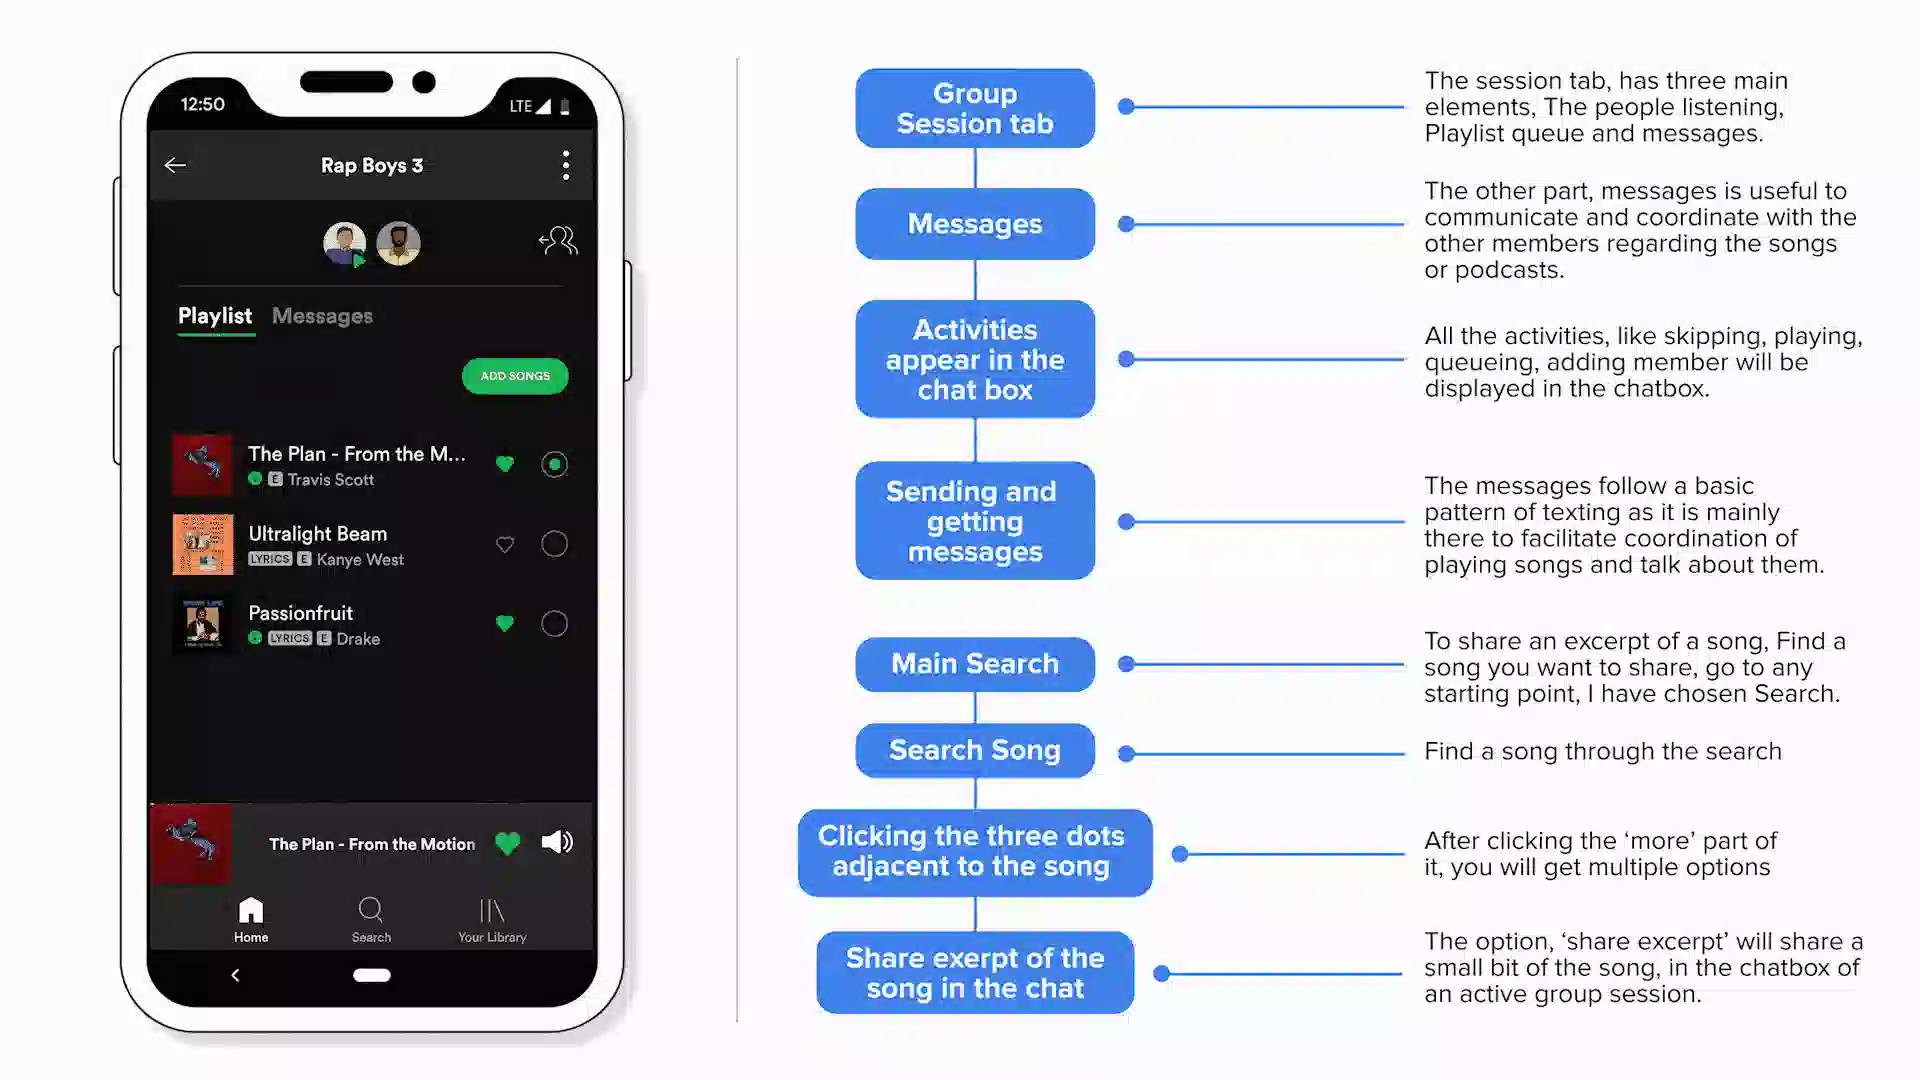 12:50
LTE
Rap Boys 3
Playlist Messages
ADD SONGS
The Plan - From the M...
E Travis Scott
Ultralight Beam
LYRICS E Kanye West
Passionfruit
LYRICS E Drake
The Plan - From the Motion
Home Search Your Library
Group
Session tab
The session tab, has three main
elements, The people listening,
Playlist queue and messages.
Messages
The other part, messages is useful to
communicate and coordinate with the
other members regarding the songs
or podcasts.
Activities
appear in the
chat box
All the activities, like skipping, playing,
queueing, adding member will be
displayed in the chatbox.
Sending and
getting
messages
The messages follow a basic
pattern of texting as it is mainly
there to facilitate coordination of
playing songs and talk about them.
Main Search
To share an excerpt of a song, Find a
song you want to share, go to any
starting point, I have chosen Search.
Search Song
Find a song through the search
Clicking the three dots
adjacent to the song
After clicking the ‘more’ part of
it, you will get multiple options
Share exerpt of the
song in the chat
The option, ‘share excerpt’ will share a
small bit of the song, in the chatbox of
an active group session.